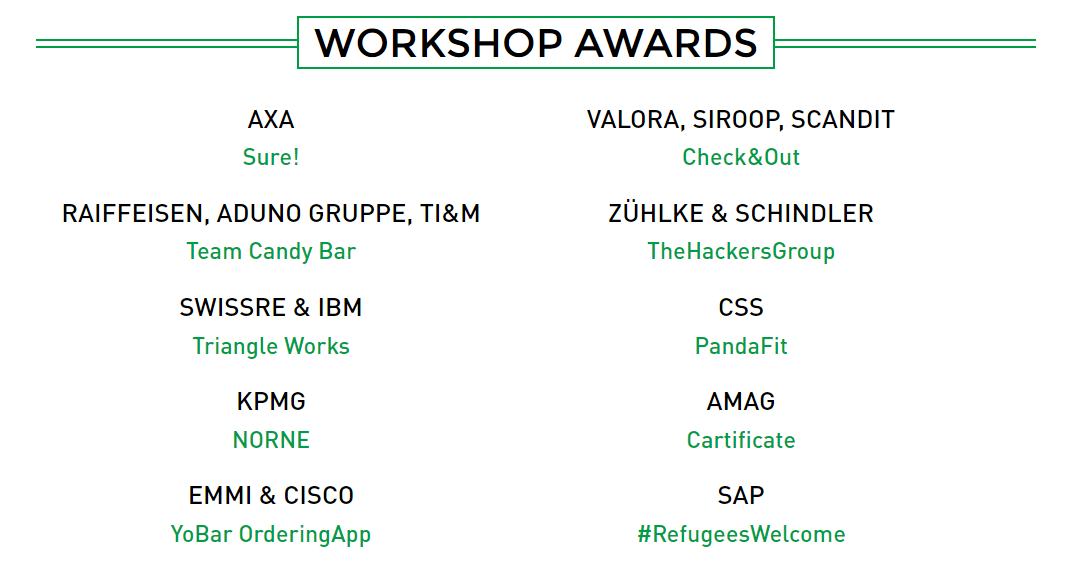 WORKSHOP AWARDS
AXA
Sure!
VALORA, SIROOP, SCANDIT
Check&Out
RAIFFEISEN, ADUNO GRUPPE, TI&M
Team Candy Bar
ZÜHLKE & SCHINDLER
TheHackersGroup
SWISSRE & IBM
Triangle Works
CSS
PandaFit
KPMG
NORNE
AMAG
Cartificate
EMMI & CISCO
YoBar OrderingApp
SAP
#RefugeesWelcome